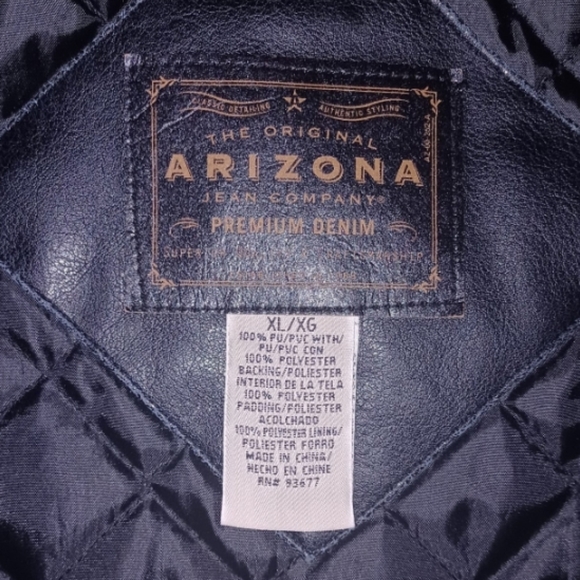 CLASSIC DETAILING AUTHENTIC STYLING
THE ORIGINAL
ARIZONA
JEAN COMPANY®
PREMIUM DENIM
XL/XG
100% PU/PVC WITH/
PU/PVC CON
100% POLYESTER
BACKING/POLIESTER
INTERIOR DE LA TELA
100% POLYESTER
PADDING/POLIESTER
ACOLCHADO
100% POLYESTER LINING/
POLIESTER FORRO
MADE IN CHINA/
HECHO EN CHINE
RN# 93677